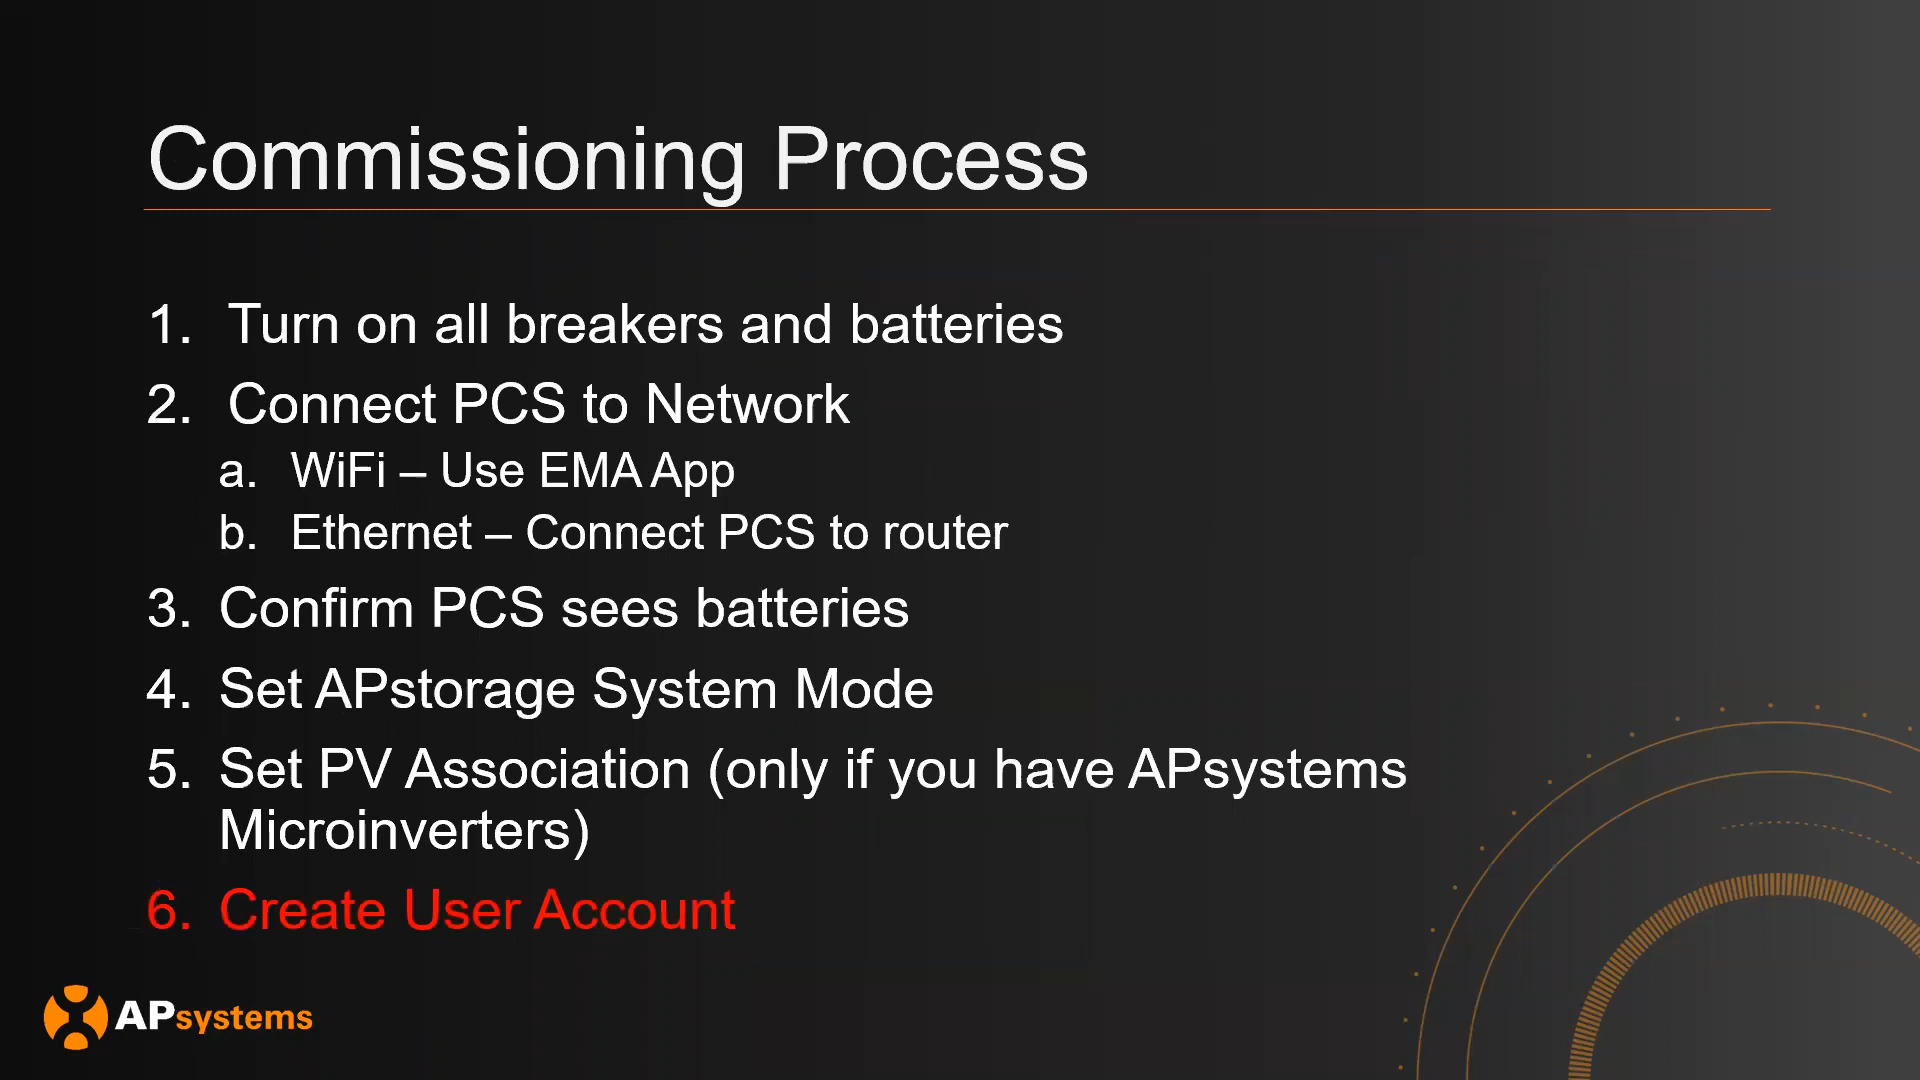 Commissioning Process
1. Turn on all breakers and batteries
2. Connect PCS to Network
a. WiFi – Use EMA App
b. Ethernet – Connect PCS to router
3. Confirm PCS sees batteries
4. Set APstorage System Mode
5. Set PV Association (only if you have APsystems
Microinverters)
6. Create User Account
APsystems